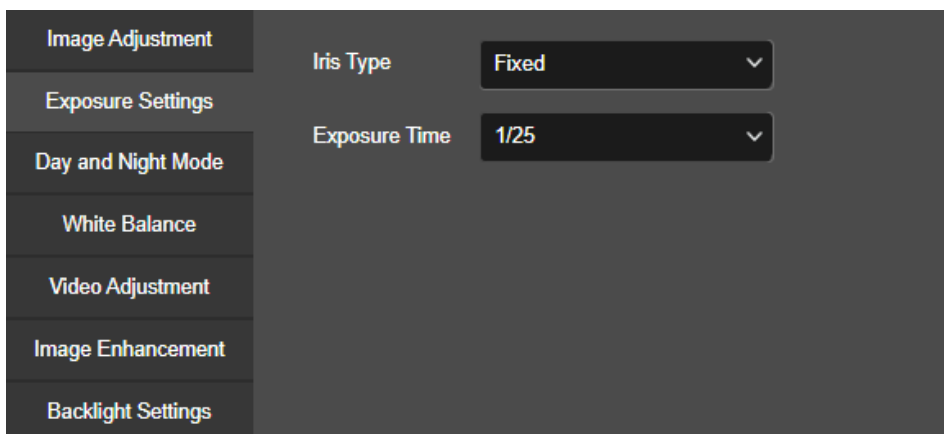 Image Adjustment
Exposure Settings
Day and Night Mode
White Balance
Video Adjustment
Image Enhancement
Backlight Settings
Iris Type Fixed
Exposure Time 1/25